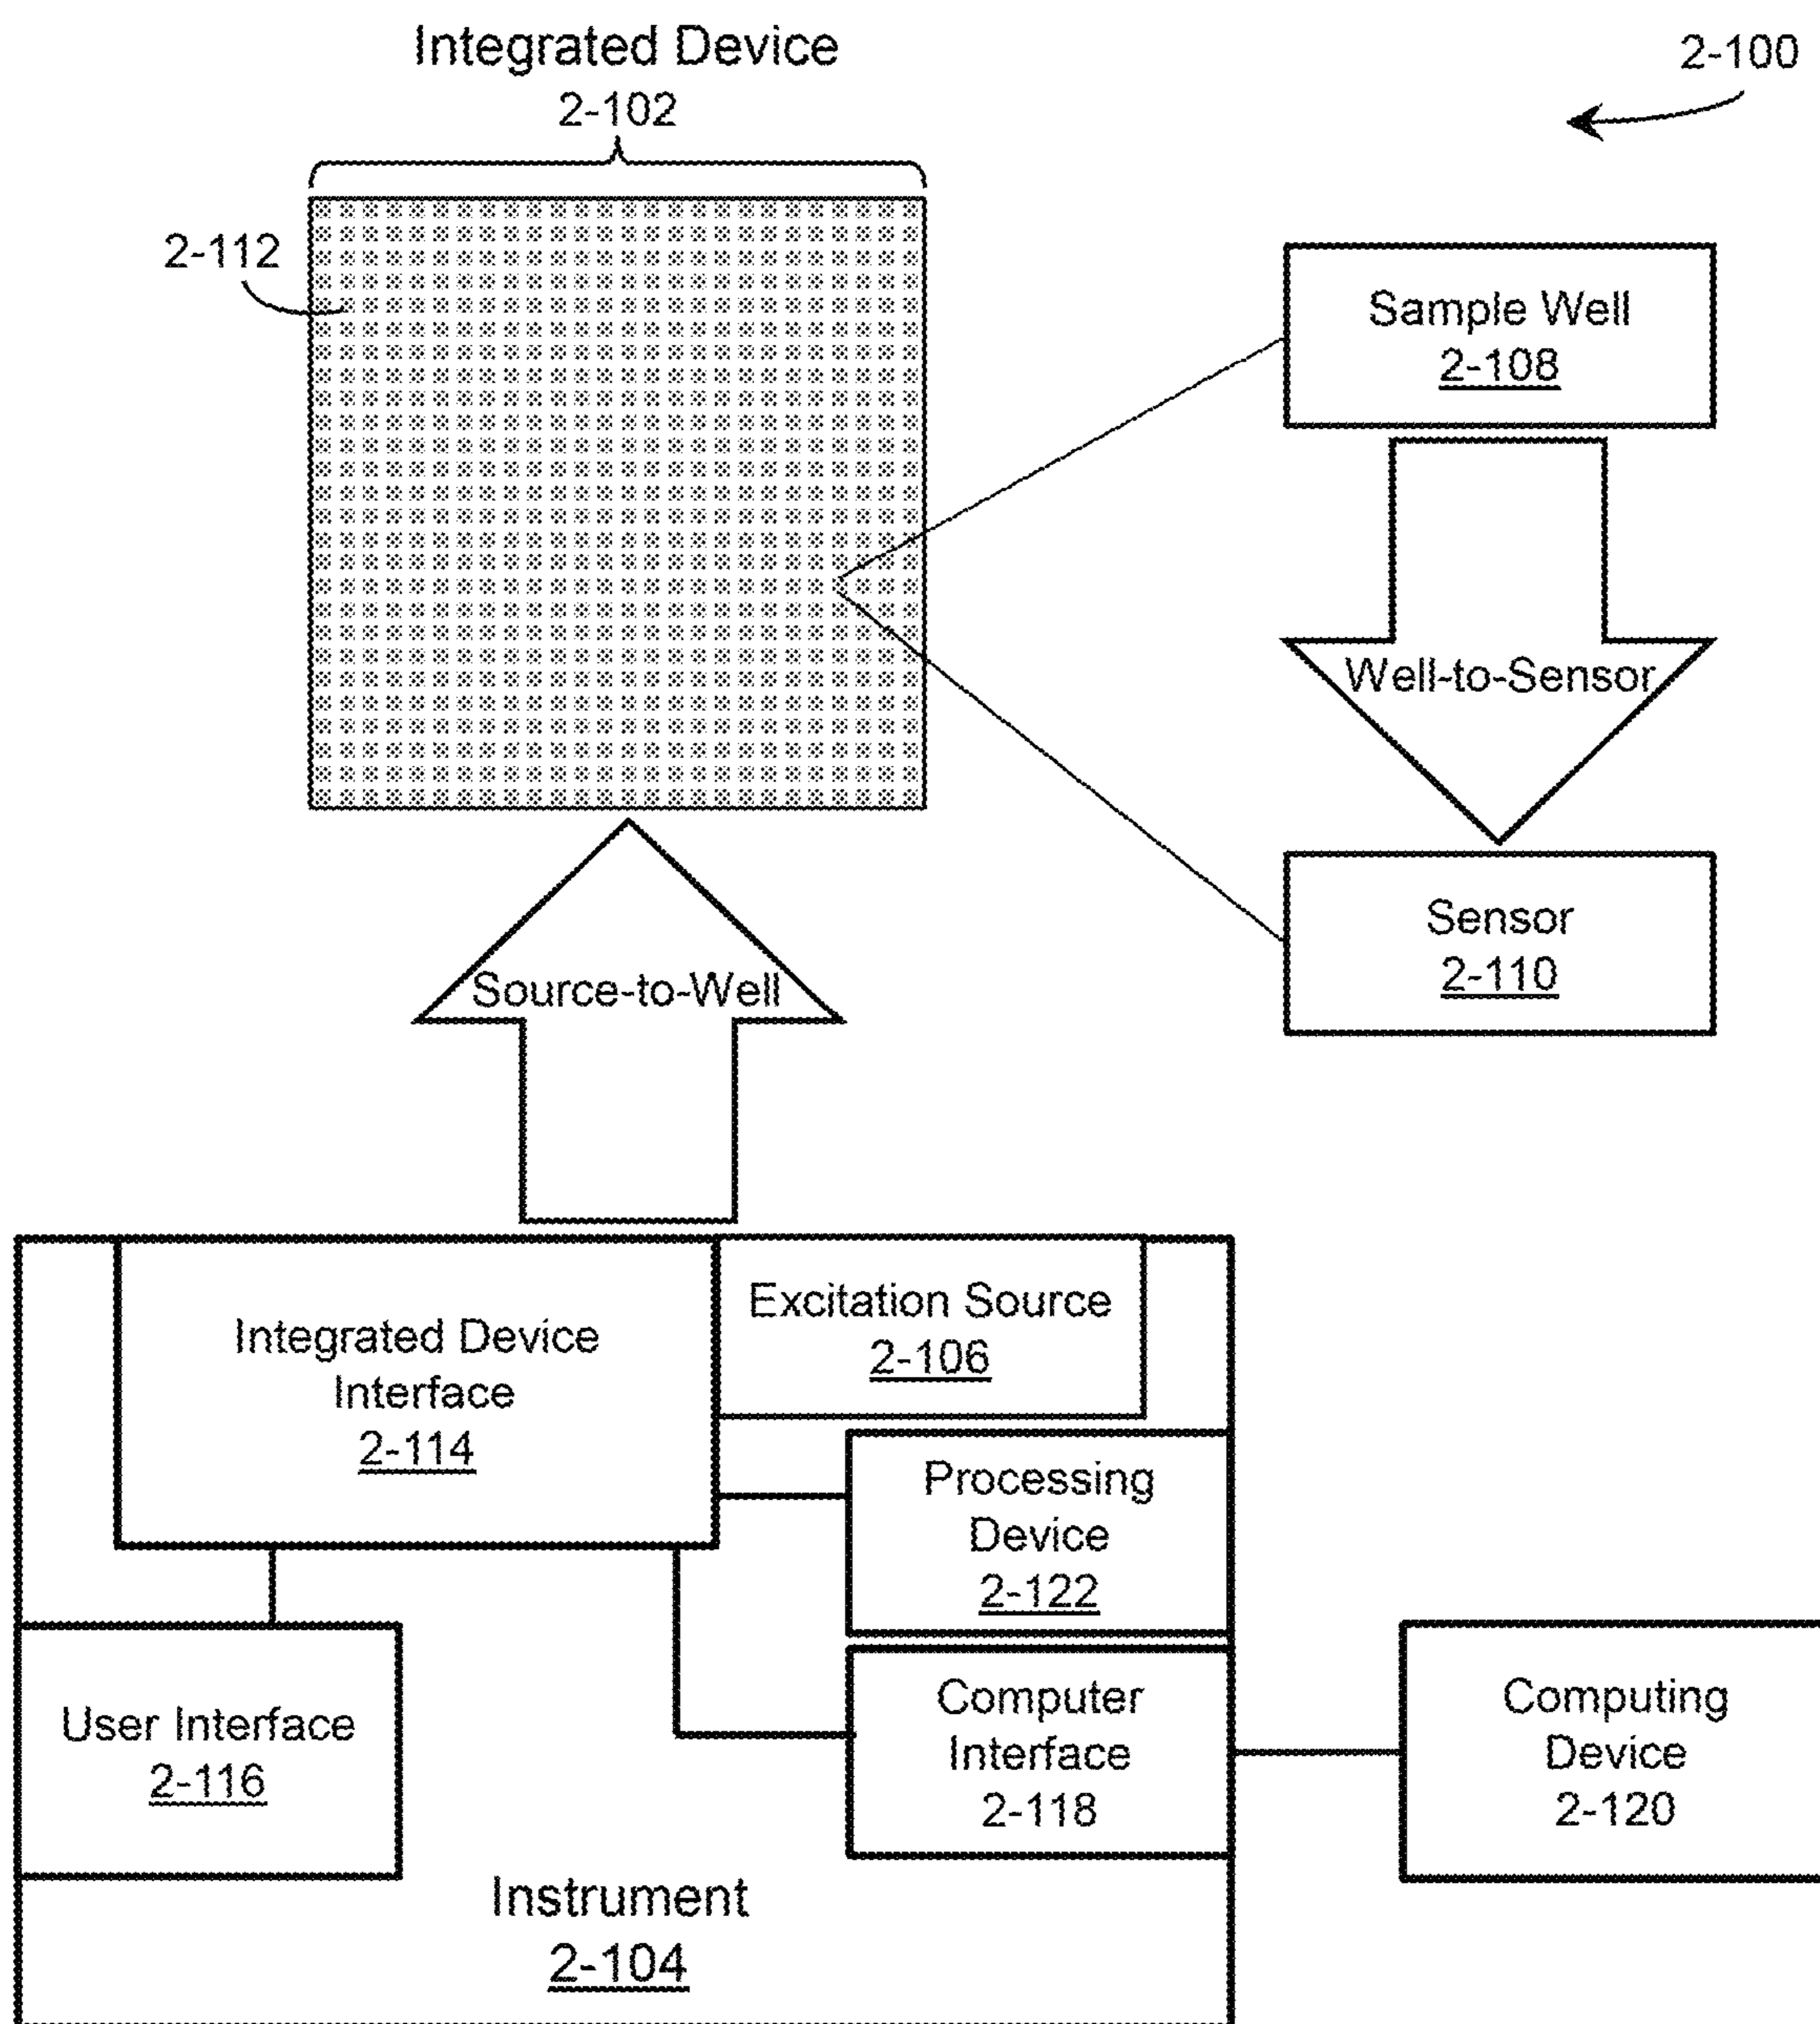 Integrated Device
2-102
2-100
2-112
Sample Well
2-108
Well-to-Sensor
Sensor
2-110
Source-to-Well
Integrated Device
Interface
2-114
Excitation Source
2-106
Processing
Device
2-122
User Interface
2-116
Computer
Interface
2-118
Computing
Device
2-120
Instrument
2-104